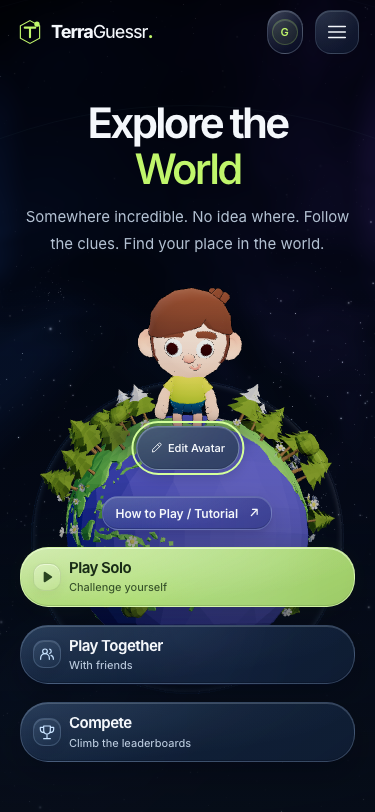 TerraGuessr.
G
Explore the
World
Somewhere incredible. No idea where. Follow
the clues. Find your place in the world.
Edit Avatar
How to Play / Tutorial
Play Solo
Challenge yourself
Play Together
With friends
Compete
Climb the leaderboards